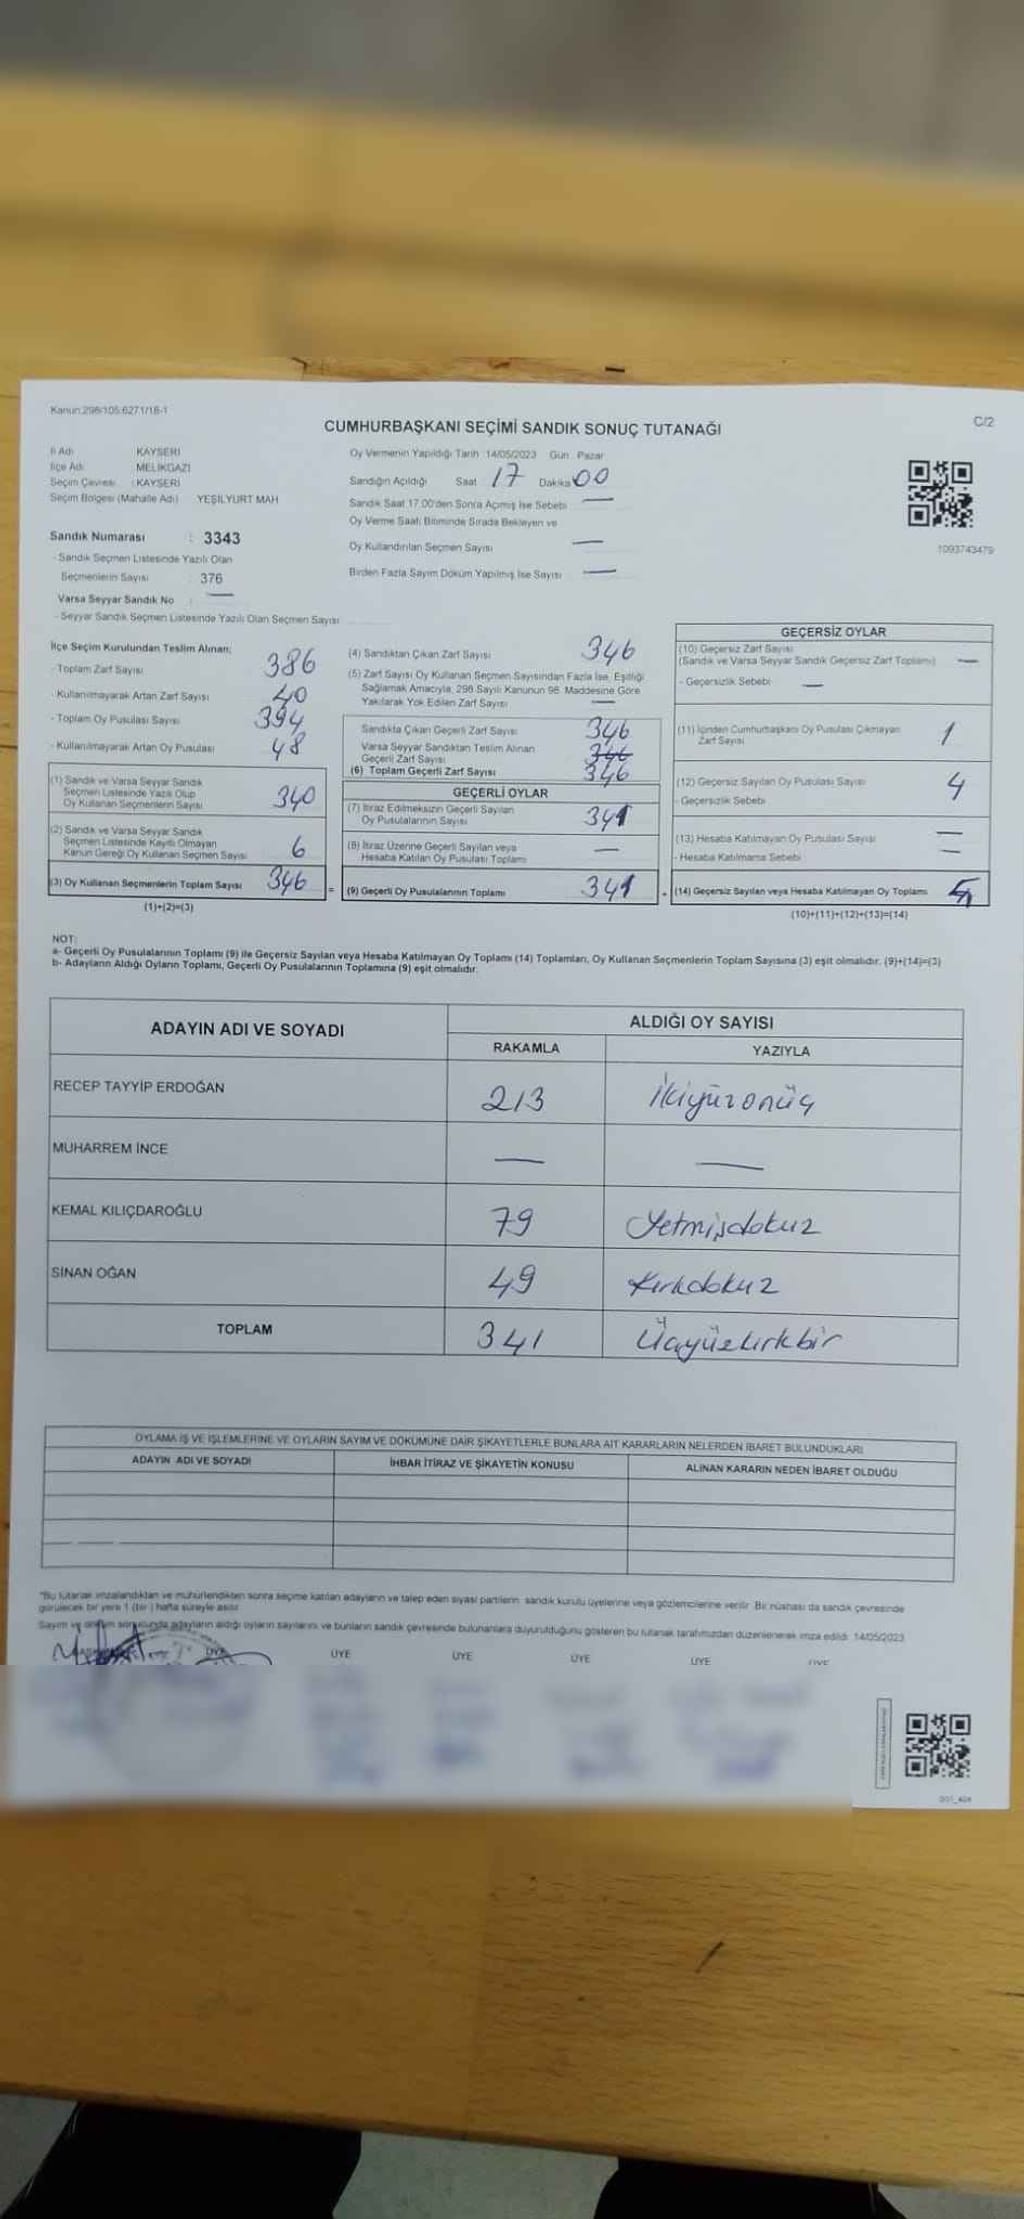 Kanun:298/105:6271/18-1
C/2
CUMHURBAŞKANI SEÇİMİ SANDIK SONUÇ TUTANAĞI
İl Adı KAYSERİ
İlçe Adı : MELİKGAZİ
Seçim Çevresi : KAYSERİ
Seçim Bölgesi (Mahalle Adı) YEŞİLYURT MAH
Sandık Numarası : 3343
- Sandık Seçmen Listesinde Yazılı Olan
Seçmenlerin Sayısı : 376
Varsa Seyyar Sandık No : —
- Seyyar Sandık Seçmen Listesinde Yazılı Olan Seçmen Sayısı
Oy Vermenin Yapıldığı Tarih 14/05/2023 Gün : Pazar
Sandığın Açıldığı Saat 17 Dakika 00
Sandık Saat 17.00'den Sonra Açılmış İse Sebebi —
Oy Verme Saati Bitiminde Sırada Bekleyen ve
Oy Kullandırılan Seçmen Sayısı —
Birden Fazla Sayım Döküm Yapılmış İse Sayısı —
1093743479
İlçe Seçim Kurulundan Teslim Alınan;
- Toplam Zarf Sayısı 386
- Kullanılmayarak Artan Zarf Sayısı 40
- Toplam Oy Pusulası Sayısı 394
- Kullanılmayarak Artan Oy Pusulası 48
(1) Sandık ve Varsa Seyyar Sandık
Seçmen Listesinde Yazılı Olup
Oy Kullanan Seçmenlerin Sayısı 340
(2) Sandık ve Varsa Seyyar Sandık
Seçmen Listesinde Kayıtlı Olmayan
Kanun Gereği Oy Kullanan Seçmen Sayısı 6
(3) Oy Kullanan Seçmenlerin Toplam Sayısı 346
(1)+(2)=(3)
(4) Sandıktan Çıkan Zarf Sayısı 346
(5) Zarf Sayısı Oy Kullanan Seçmen Sayısından Fazla İse, Eşitliği
Sağlamak Amacıyla, 298 Sayılı Kanunun 98. Maddesine Göre
Yakılarak Yok Edilen Zarf Sayısı —
Sandıkta Çıkan Geçerli Zarf Sayısı 346
Varsa Seyyar Sandıktan Teslim Alınan
Geçerli Zarf Sayısı 346
(6) Toplam Geçerli Zarf Sayısı 346
GEÇERLİ OYLAR
(7) İtiraz Edilmeksizin Geçerli Sayılan
Oy Pusulalarının Sayısı 341
(8) İtiraz Üzerine Geçerli Sayılan veya
Hesaba Katılan Oy Pusulası Toplamı —
= (9) Geçerli Oy Pusulalarının Toplamı 341
GEÇERSİZ OYLAR
(10) Geçersiz Zarf Sayısı
(Sandık ve Varsa Seyyar Sandık Geçersiz Zarf Toplamı) —
- Geçersizlik Sebebi —
(11) İçinden Cumhurbaşkanı Oy Pusulası Çıkmayan
Zarf Sayısı 1
(12) Geçersiz Sayılan Oy Pusulası Sayısı 4
- Geçersizlik Sebebi
(13) Hesaba Katılmayan Oy Pusulası Sayısı —
- Hesaba Katılmama Sebebi —
+ (14) Geçersiz Sayılan veya Hesaba Katılmayan Oy Toplamı 5
(10)+(11)+(12)+(13)=(14)
NOT:
a- Geçerli Oy Pusulalarının Toplamı (9) ile Geçersiz Sayılan veya Hesaba Katılmayan Oy Toplamı (14) Toplamları, Oy Kullanan Seçmenlerin Toplam Sayısına (3) eşit olmalıdır. (9)+(14)=(3)
b- Adayların Aldığı Oyların Toplamı, Geçerli Oy Pusulalarının Toplamına (9) eşit olmalıdır.
ADAYIN ADI VE SOYADI
ALDIĞI OY SAYISI
RAKAMLA YAZIYLA
RECEP TAYYİP ERDOĞAN 213 İkiyüzonüç
MUHARREM İNCE — —
KEMAL KILIÇDAROĞLU 79 Yetmişdokuz
SİNAN OĞAN 49 Kırkdokuz
TOPLAM 341 Üçyüzkırkbir
OYLAMA İŞ VE İŞLEMLERİNE VE OYLARIN SAYIM VE DÖKÜMÜNE DAİR ŞİKAYETLERLE BUNLARA AİT KARARLARIN NELERDEN İBARET BULUNDUKLARI
ADAYIN ADI VE SOYADI İHBAR İTİRAZ VE ŞİKAYETİN KONUSU ALINAN KARARIN NEDEN İBARET OLDUĞU
"Bu tutanak imzalandıktan ve mühürlendikten sonra seçime katılan adayların ve talep eden siyasi partilerin sandık kurulu üyelerine veya gözlemcilerine verilir. Bir nüshası da sandık çevresinde
görülecek bir yere 1 (bir) hafta süreyle asılır.
Sayım ve döküm sonucunda adayların aldığı oyların sayılarını ve bunların sandık çevresinde bulunanlara duyurulduğunu gösteren bu tutanak tarafımızdan düzenlenerek imza edildi. 14/05/2023
ÜYE ÜYE ÜYE ÜYE ÜYE